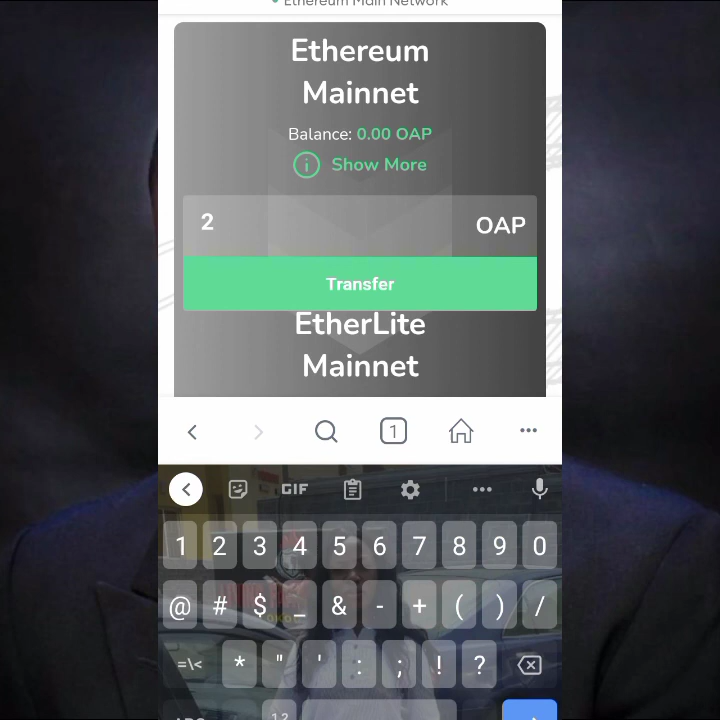 Ethereum Main Network
Ethereum
Mainnet
Balance: 0.00 OAP
i Show More
2 OAP
Transfer
EtherLite
Mainnet
1
GIF
1 2 3 4 5 6 7 8 9 0
@ # $ _ & - + ( ) /
=\< * " ' : ; ! ?